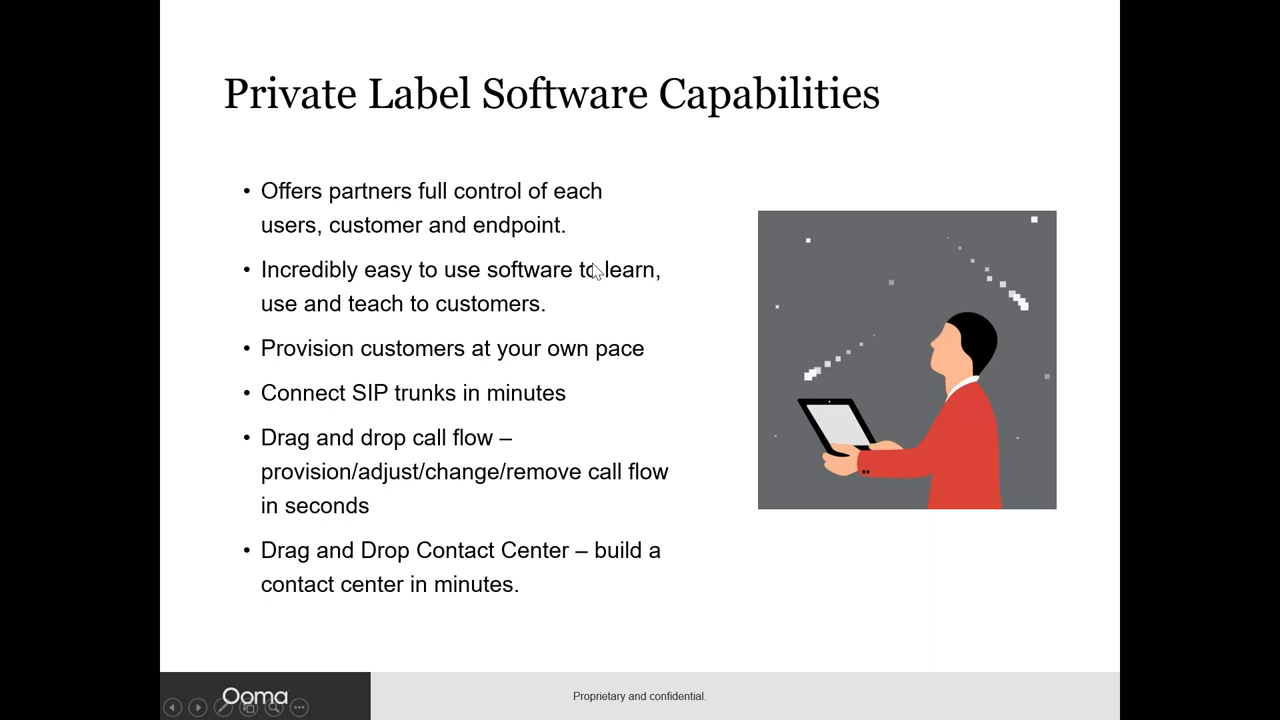 Private Label Software Capabilities
• Offers partners full control of each
users, customer and endpoint.
• Incredibly easy to use software to learn,
use and teach to customers.
• Provision customers at your own pace
• Connect SIP trunks in minutes
• Drag and drop call flow –
provision/adjust/change/remove call flow
in seconds
• Drag and Drop Contact Center – build a
contact center in minutes.
Ooma
Proprietary and confidential.